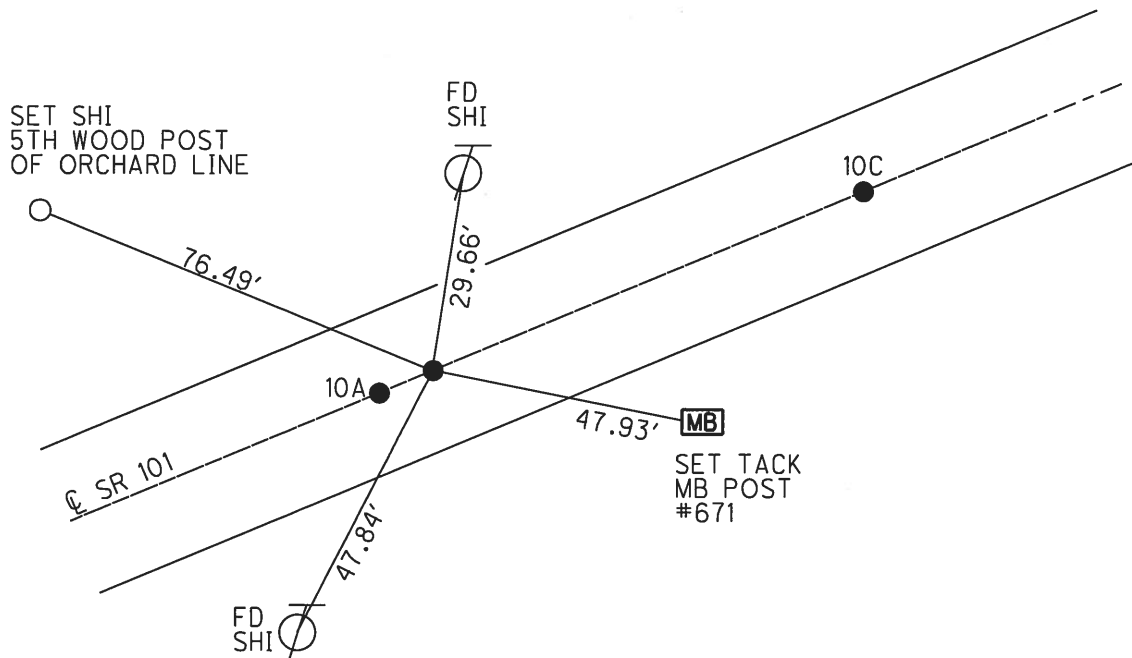 SET SHI
5TH WOOD POST
OF ORCHARD LINE
FD
SHI
10C
76.49'
29.66'
10A
47.93'
MB
℄ SR 101
SET TACK
MB POST
#671
47.84'
FD
SHI